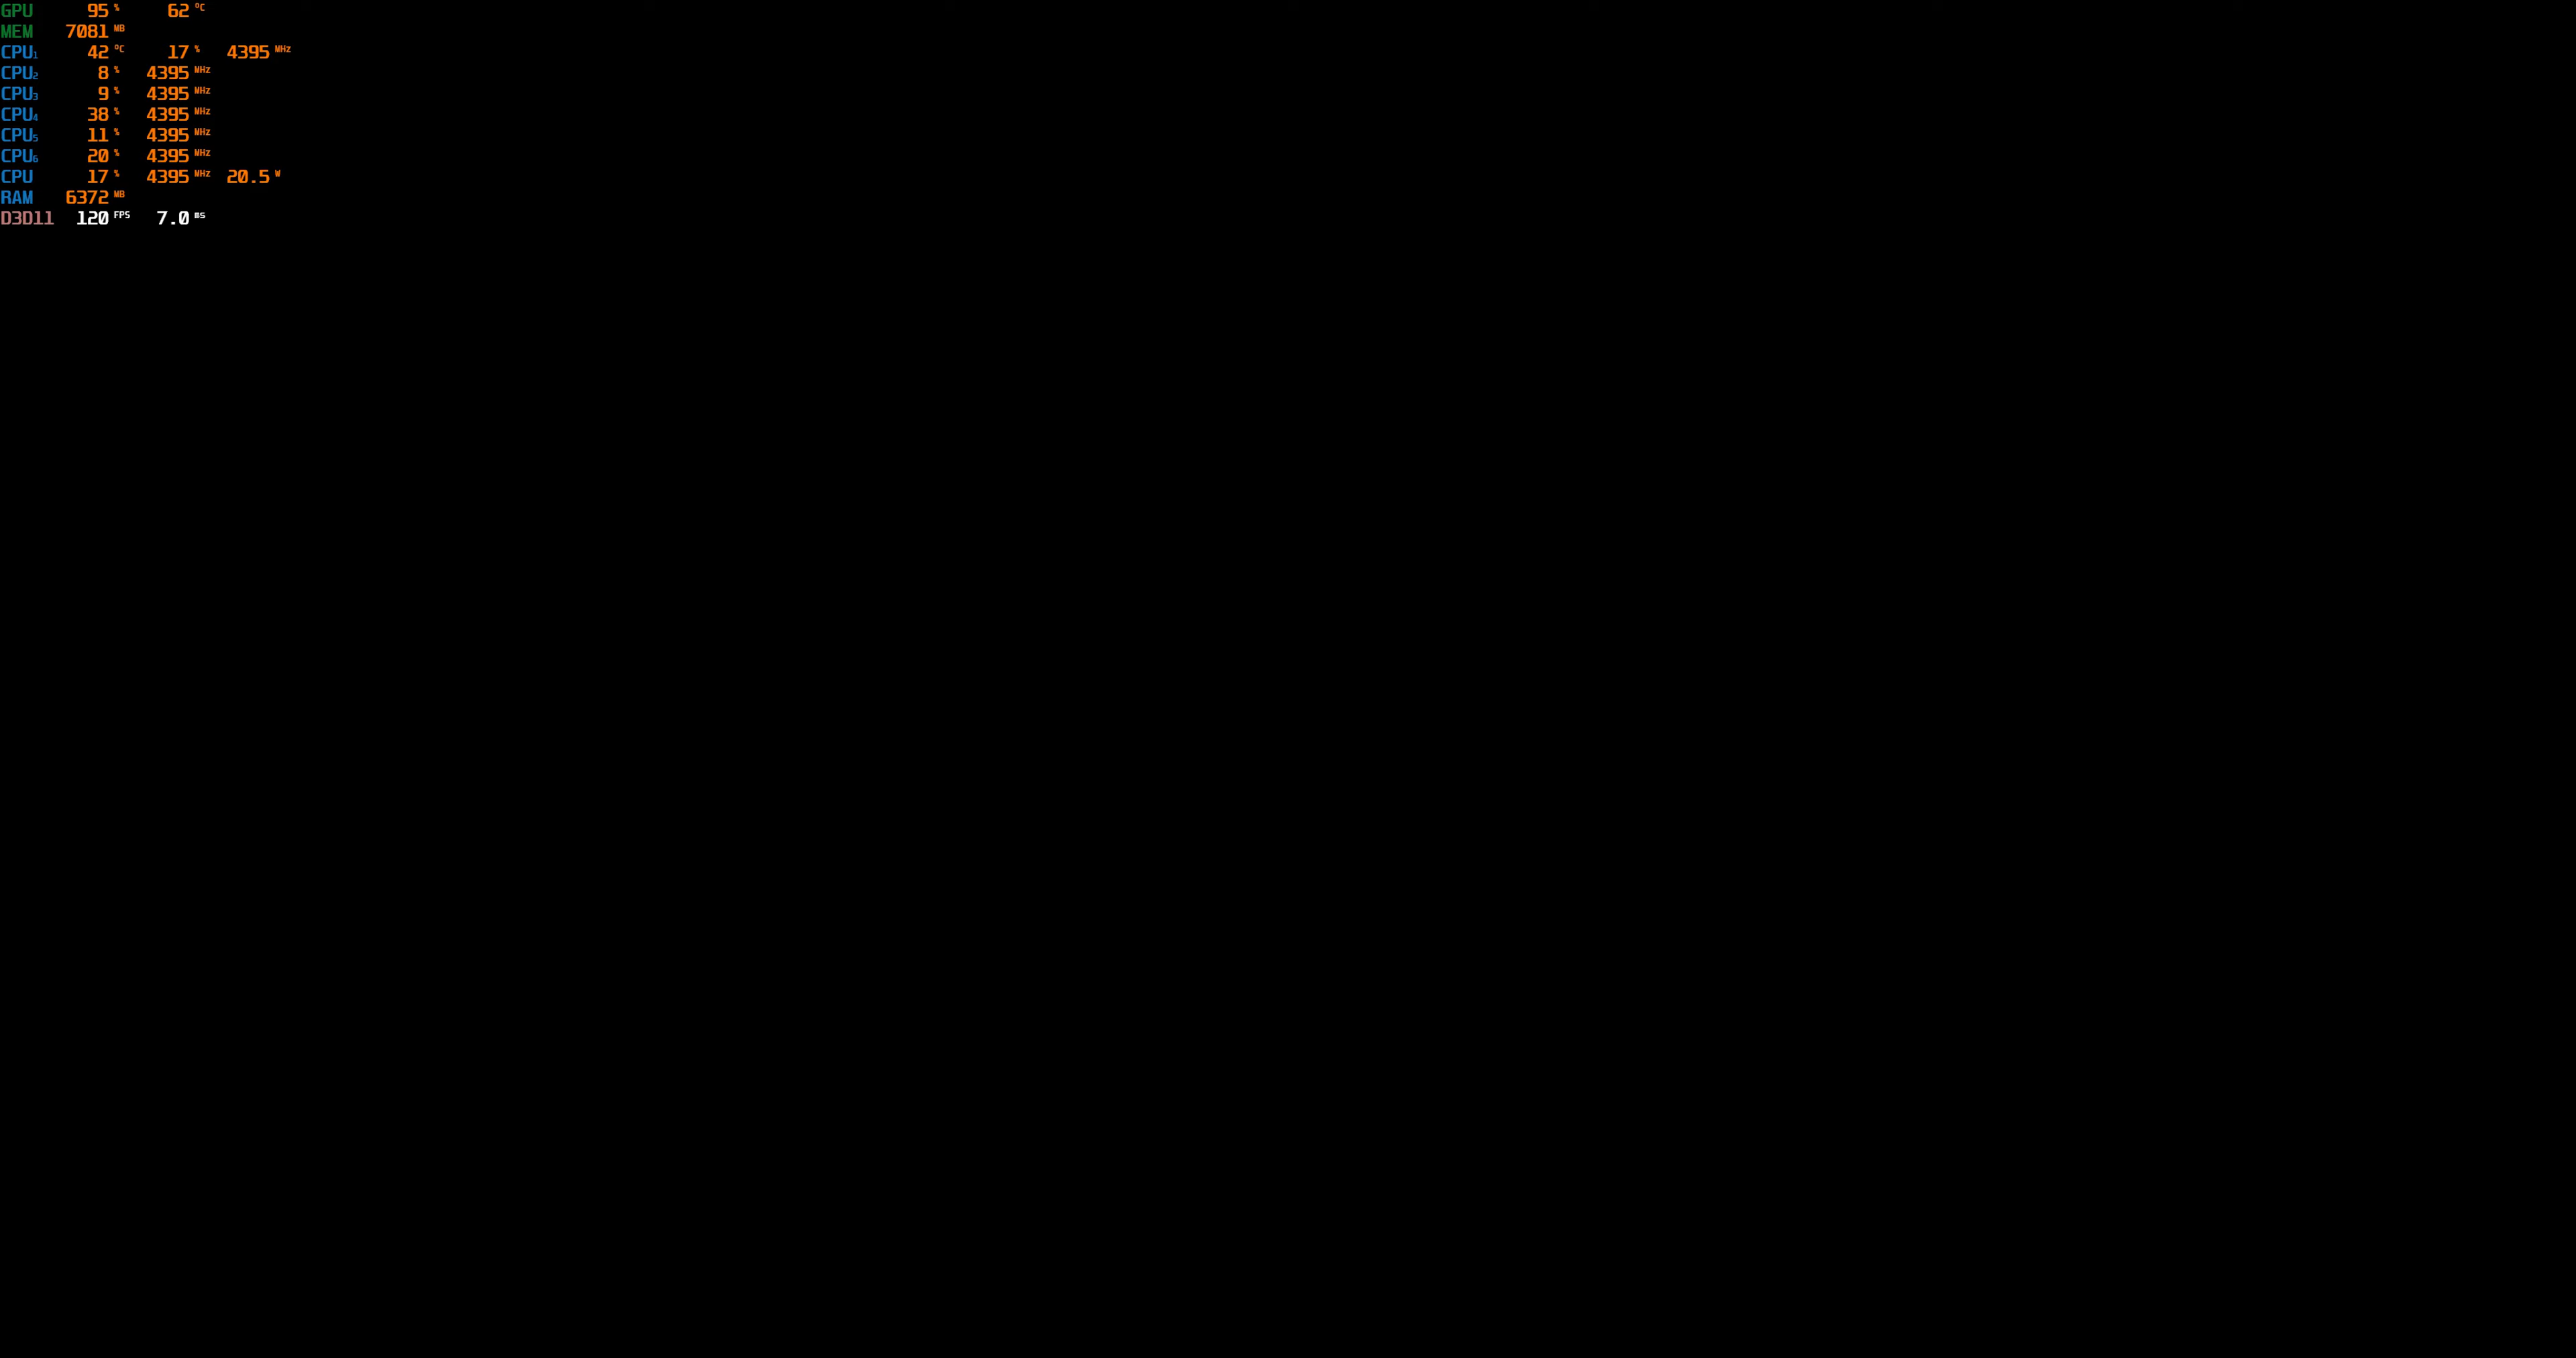 GPU 95 % 62 °C
MEM 7081 MB
CPU1 42 °C 17 % 4395 MHz
CPU2 8 % 4395 MHz
CPU3 9 % 4395 MHz
CPU4 38 % 4395 MHz
CPU5 11 % 4395 MHz
CPU6 20 % 4395 MHz
CPU 17 % 4395 MHz 20.5 W
RAM 6372 MB
D3D11 120 FPS 7.0 ms